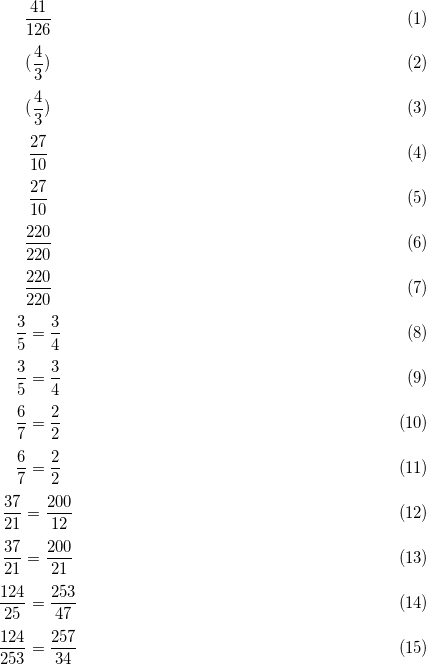 \frac{41}{126} (1)
(\frac{4}{3}) (2)
(\frac{4}{3}) (3)
\frac{27}{10} (4)
\frac{27}{10} (5)
\frac{220}{220} (6)
\frac{220}{220} (7)
\frac{3}{5} = \frac{3}{4} (8)
\frac{3}{5} = \frac{3}{4} (9)
\frac{6}{7} = \frac{2}{2} (10)
\frac{6}{7} = \frac{2}{2} (11)
\frac{37}{21} = \frac{200}{12} (12)
\frac{37}{21} = \frac{200}{21} (13)
\frac{124}{25} = \frac{253}{47} (14)
\frac{124}{253} = \frac{257}{34} (15)